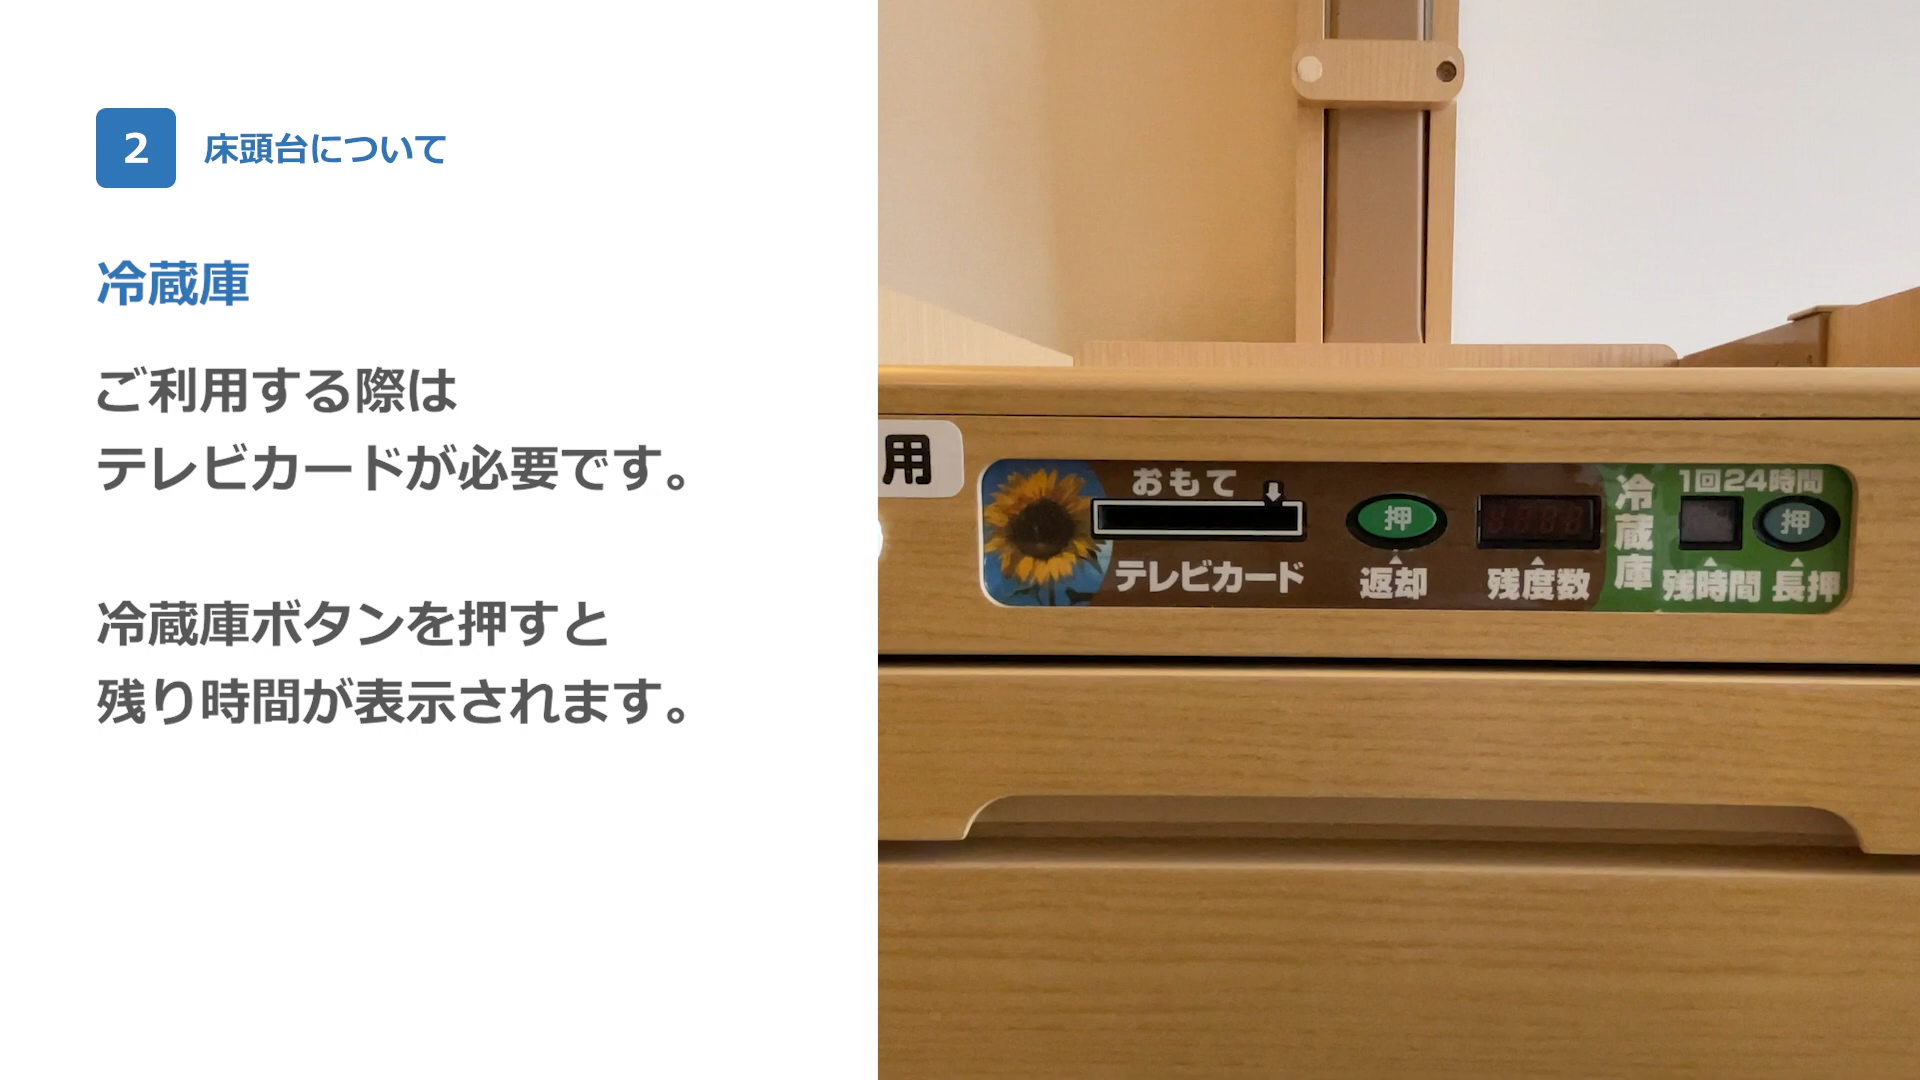 2
床頭台について
冷蔵庫
ご利用する際は
テレビカードが必要です。
冷蔵庫ボタンを押すと
残り時間が表示されます。
用
おもて
テレビカード
押
返却
残度数
冷蔵庫
1回24時間
押
残時間 長押